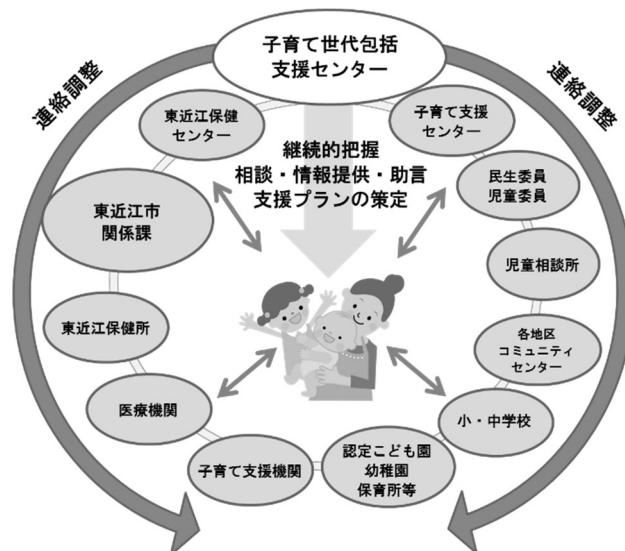 子育て世代包括
支援センター
連絡調整
連絡調整
東近江保健
センター
子育て支援
センター
継続的把握
相談・情報提供・助言
支援プランの策定
民生委員
児童委員
東近江市
関係課
児童相談所
東近江保健所
各地区
コミュニティ
センター
医療機関
小・中学校
子育て支援機関
認定こども園
幼稚園
保育所等